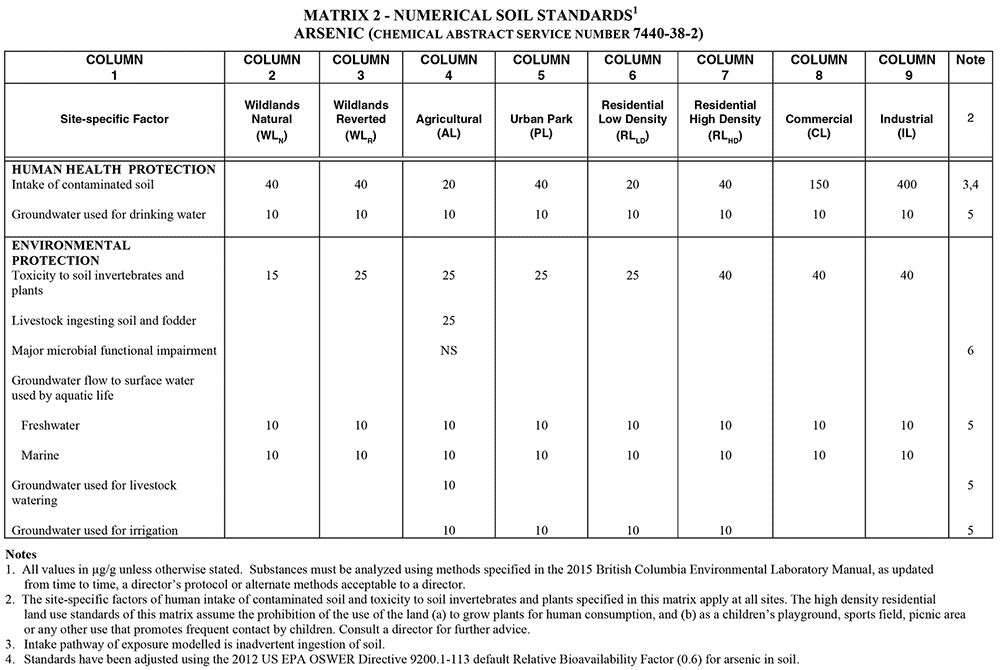 MATRIX 2 - NUMERICAL SOIL STANDARDS1
ARSENIC (CHEMICAL ABSTRACT SERVICE NUMBER 7440-38-2)
COLUMN 1 COLUMN 2 COLUMN 3 COLUMN 4 COLUMN 5 COLUMN 6 COLUMN 7 COLUMN 8 COLUMN 9 Note
Site-specific Factor Wildlands Natural (WLN) Wildlands Reverted (WLR) Agricultural (AL) Urban Park (PL) Residential Low Density (RLLD) Residential High Density (RLHD) Commercial (CL) Industrial (IL) 2
HUMAN HEALTH PROTECTION
Intake of contaminated soil 40 40 20 40 20 40 150 400 3,4
Groundwater used for drinking water 10 10 10 10 10 10 10 10 5
ENVIRONMENTAL
PROTECTION
Toxicity to soil invertebrates and 15 25 25 25 25 40 40 40
plants
Livestock ingesting soil and fodder 25
Major microbial functional impairment NS 6
Groundwater flow to surface water
used by aquatic life
Freshwater 10 10 10 10 10 10 10 10 5
Marine 10 10 10 10 10 10 10 10
Groundwater used for livestock 10 5
watering
Groundwater used for irrigation 10 10 10 10 5
Notes
1. All values in µg/g unless otherwise stated. Substances must be analyzed using methods specified in the 2015 British Columbia Environmental Laboratory Manual, as updated
from time to time, a director's protocol or alternate methods acceptable to a director.
2. The site-specific factors of human intake of contaminated soil and toxicity to soil invertebrates and plants specified in this matrix apply at all sites. The high density residential
land use standards of this matrix assume the prohibition of the use of the land (a) to grow plants for human consumption, and (b) as a children's playground, sports field, picnic area
or any other use that promotes frequent contact by children. Consult a director for further advice.
3. Intake pathway of exposure modelled is inadvertent ingestion of soil.
4. Standards have been adjusted using the 2012 US EPA OSWER Directive 9200.1-113 default Relative Bioavailability Factor (0.6) for arsenic in soil.